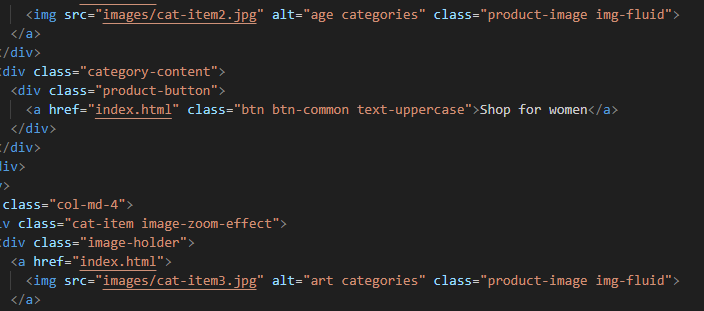 <img src="images/cat-item2.jpg" alt="age categories" class="product-image img-fluid">
</a>
</div>
div class="category-content">
<div class="product-button">
<a href="index.html" class="btn btn-common text-uppercase">Shop for women</a>
</div>
</div>
div>
>
class="col-md-4">
v class="cat-item image-zoom-effect">
div class="image-holder">
<a href="index.html">
<img src="images/cat-item3.jpg" alt="art categories" class="product-image img-fluid">
</a>